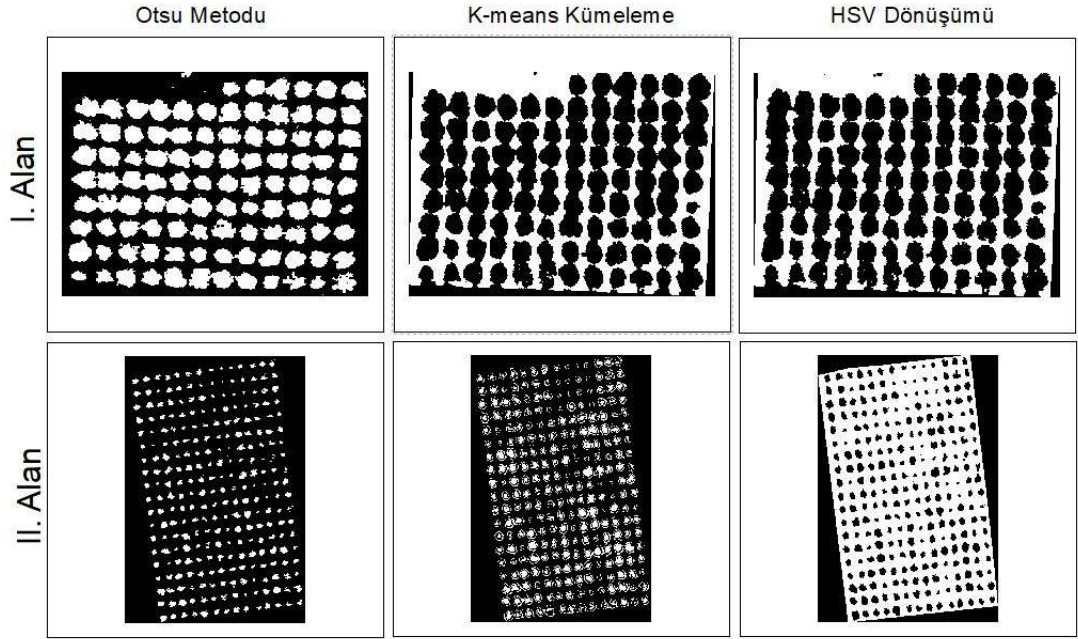 Otsu Metodu
K-means Kümeleme
HSV Dönüşümü
I. Alan
II. Alan